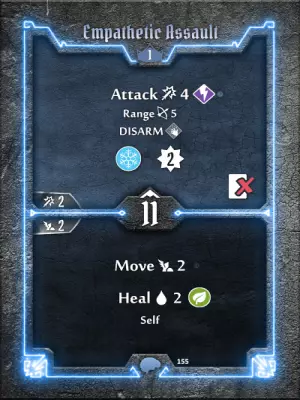 Empathetic Assault
1
Attack 4
Range 5
DISARM
2
2
11
2
Move 2
Heal 2
Self
155